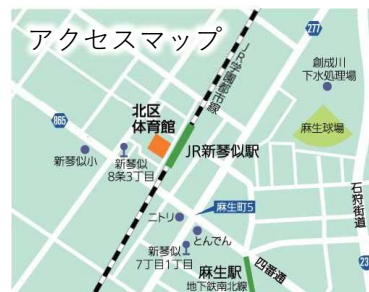 アクセスマップ
JR学園都市線
277
創成川
下水処理場
麻生球場
865
北区
体育館
新琴似小
新琴似
8条3丁目
JR新琴似駅
石狩街道
ニトリ
麻生町5
とんでん
新琴似
7丁目1丁目
麻生駅
地下鉄南北線
四番通
23